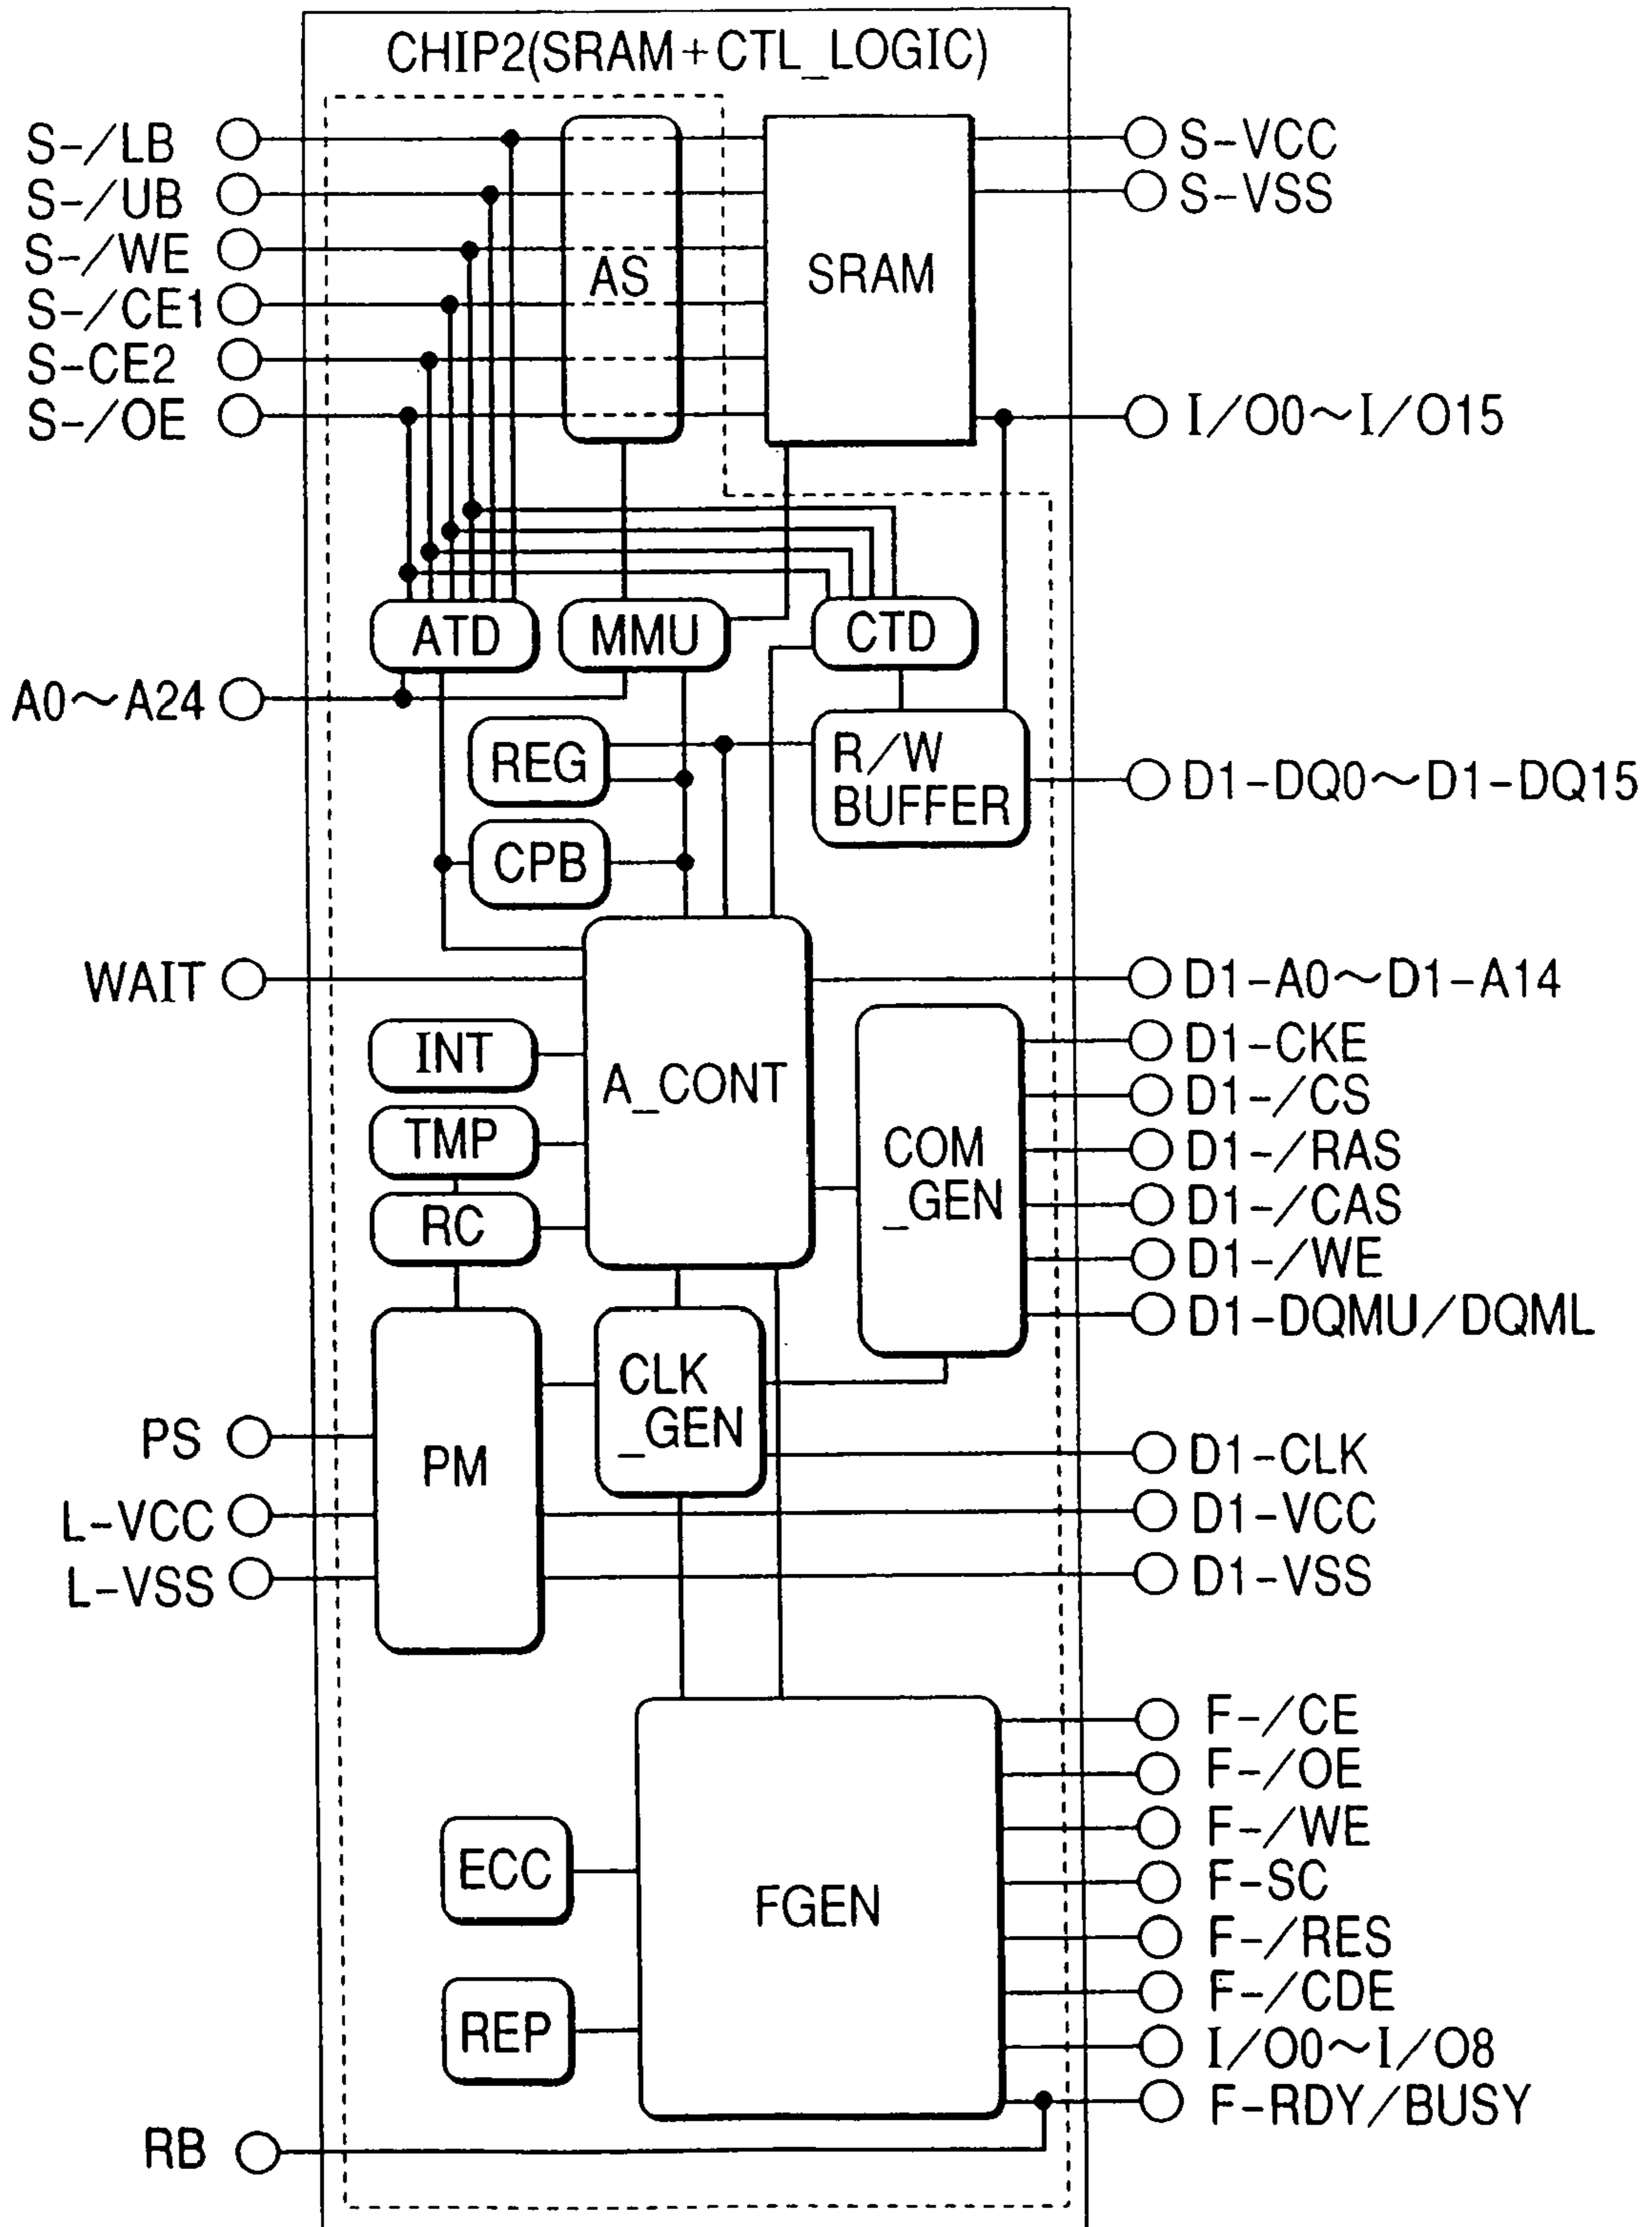 CHIP2(SRAM+CTL_LOGIC)
S-/LB
S-/UB
S-/WE
S-/CE1
S-CE2
S-/OE
AS
SRAM
S-VCC
S-VSS
I/O0~I/O15
ATD
MMU
CTD
A0~A24
REG
R/W
BUFFER
D1-DQ0~D1-DQ15
CPB
WAIT
A_CONT
D1-A0~D1-A14
INT
TMP
RC
COM
_GEN
D1-CKE
D1-/CS
D1-/RAS
D1-/CAS
D1-/WE
D1-DQMU/DQML
CLK
_GEN
PS
L-VCC
L-VSS
PM
D1-CLK
D1-VCC
D1-VSS
ECC
REP
FGEN
F-/CE
F-/OE
F-/WE
F-SC
F-/RES
F-/CDE
I/O0~I/O8
F-RDY/BUSY
RB